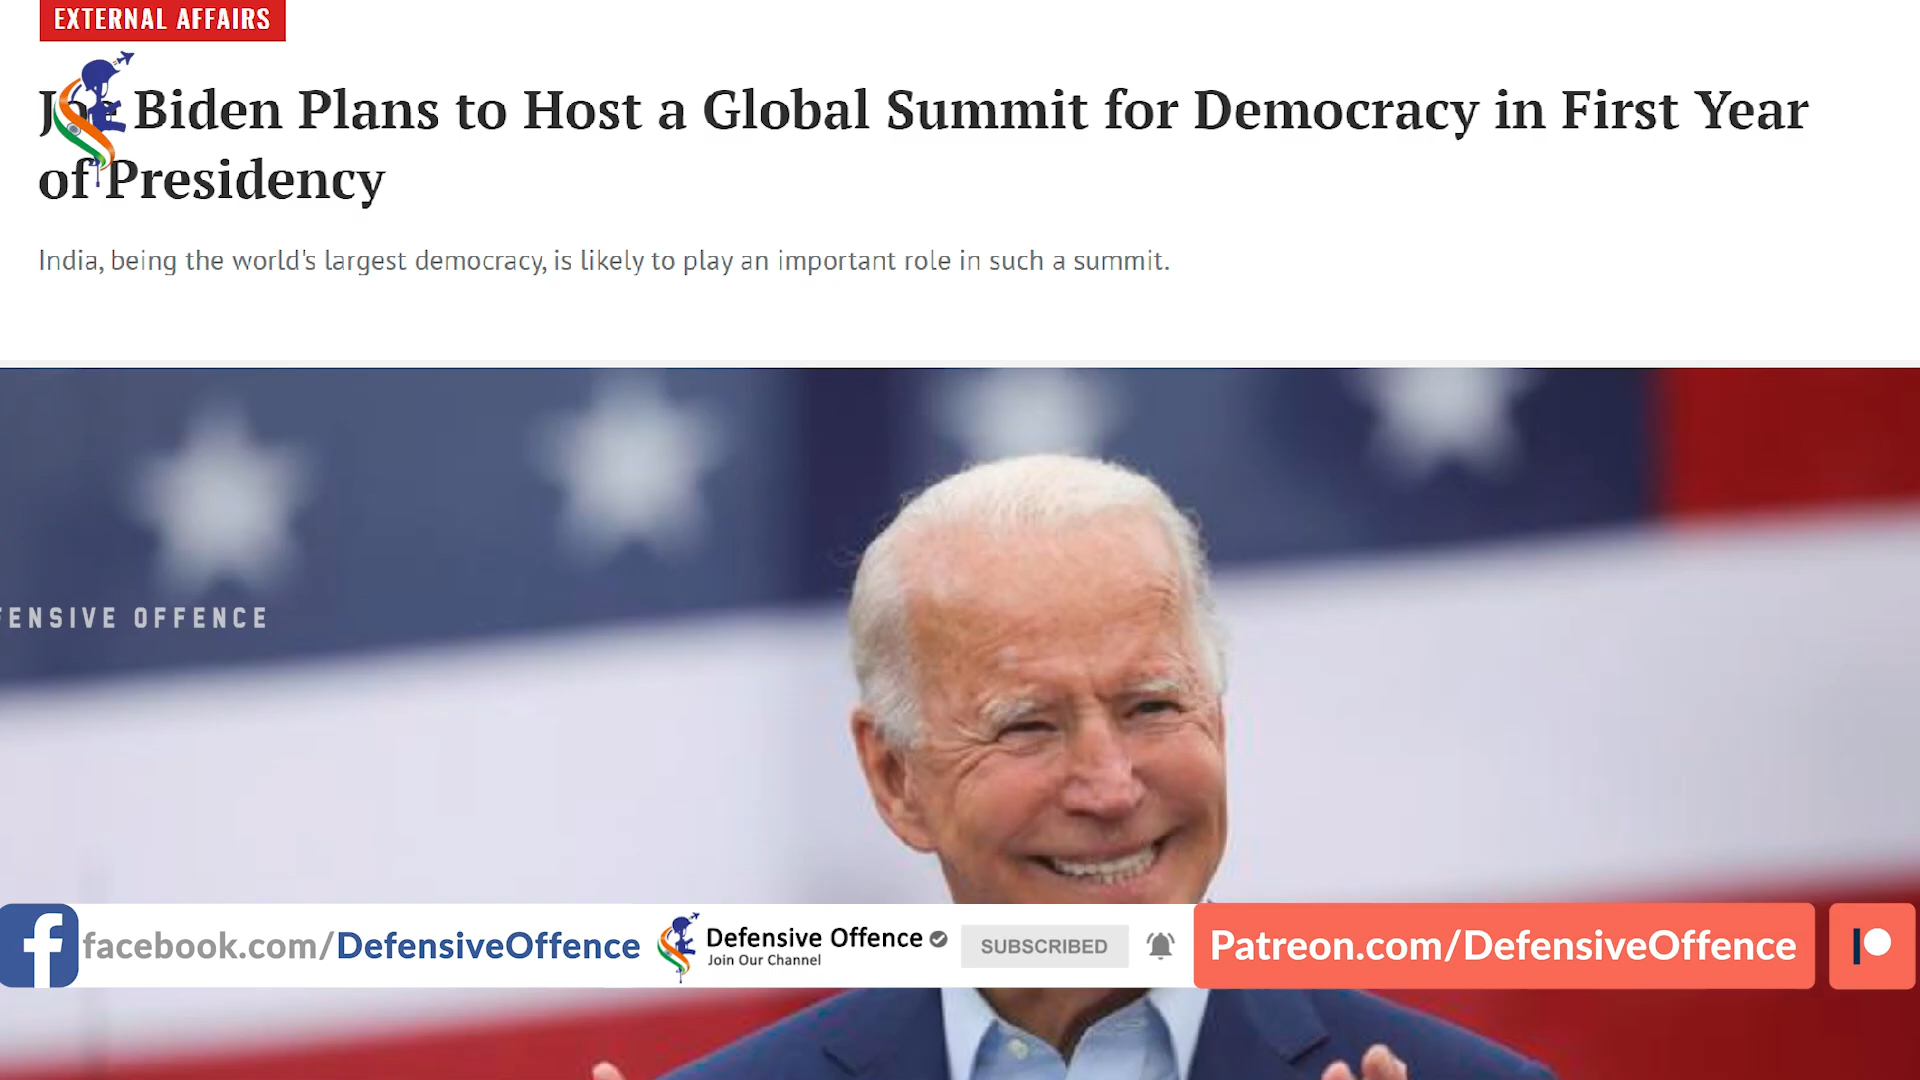 EXTERNAL AFFAIRS
Joe Biden Plans to Host a Global Summit for Democracy in First Year
of Presidency
India, being the world's largest democracy, is likely to play an important role in such a summit.
FENSIVE OFFENCE
facebook.com/DefensiveOffence
Defensive Offence
Join Our Channel
SUBSCRIBED
Patreon.com/DefensiveOffence